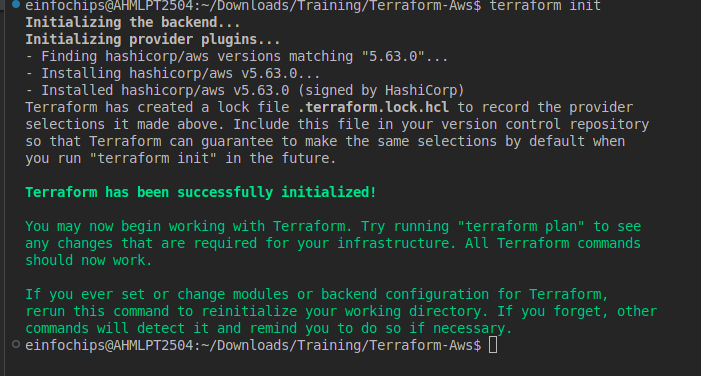 einfochips@AHMLPT2504:~/Downloads/Training/Terraform-Aws$ terraform init
Initializing the backend...
Initializing provider plugins...
- Finding hashicorp/aws versions matching "5.63.0"...
- Installing hashicorp/aws v5.63.0...
- Installed hashicorp/aws v5.63.0 (signed by HashiCorp)
Terraform has created a lock file .terraform.lock.hcl to record the provider
selections it made above. Include this file in your version control repository
so that Terraform can guarantee to make the same selections by default when
you run "terraform init" in the future.
Terraform has been successfully initialized!
You may now begin working with Terraform. Try running "terraform plan" to see
any changes that are required for your infrastructure. All Terraform commands
should now work.
If you ever set or change modules or backend configuration for Terraform,
rerun this command to reinitialize your working directory. If you forget, other
commands will detect it and remind you to do so if necessary.
einfochips@AHMLPT2504:~/Downloads/Training/Terraform-Aws$